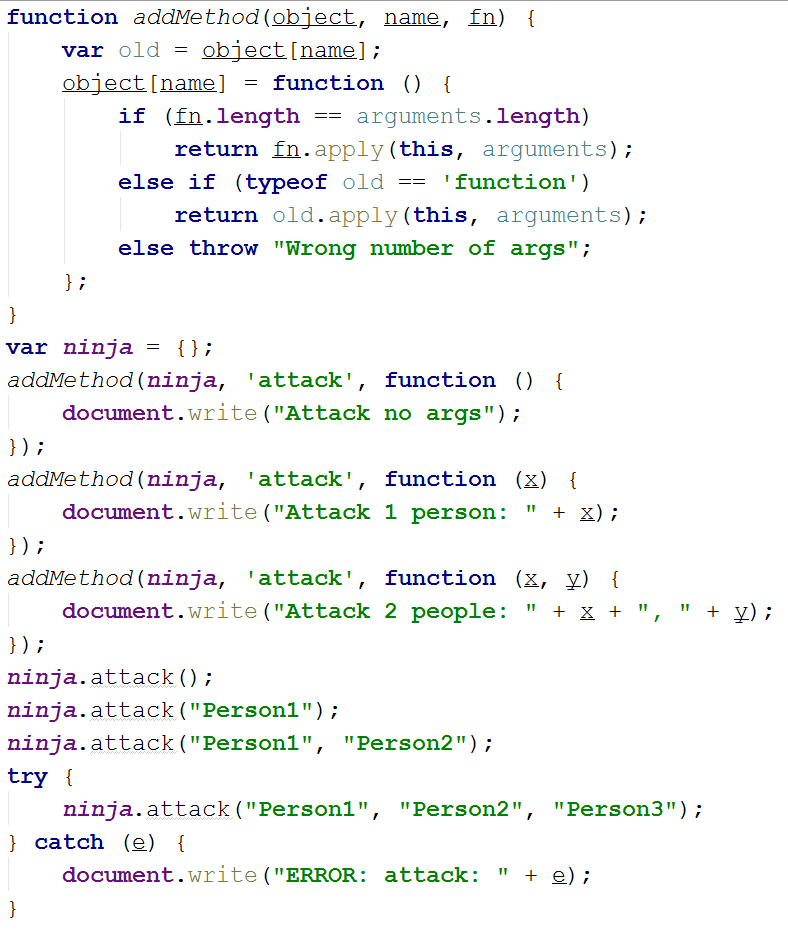 function addMethod(object, name, fn) {
    var old = object[name];
    object[name] = function () {
        if (fn.length == arguments.length)
            return fn.apply(this, arguments);
        else if (typeof old == 'function')
            return old.apply(this, arguments);
        else throw "Wrong number of args";
    };
}
var ninja = {};
addMethod(ninja, 'attack', function () {
    document.write("Attack no args");
});
addMethod(ninja, 'attack', function (x) {
    document.write("Attack 1 person: " + x);
});
addMethod(ninja, 'attack', function (x, y) {
    document.write("Attack 2 people: " + x + ", " + y);
});
ninja.attack();
ninja.attack("Person1");
ninja.attack("Person1", "Person2");
try {
    ninja.attack("Person1", "Person2", "Person3");
} catch (e) {
    document.write("ERROR: attack: " + e);
}